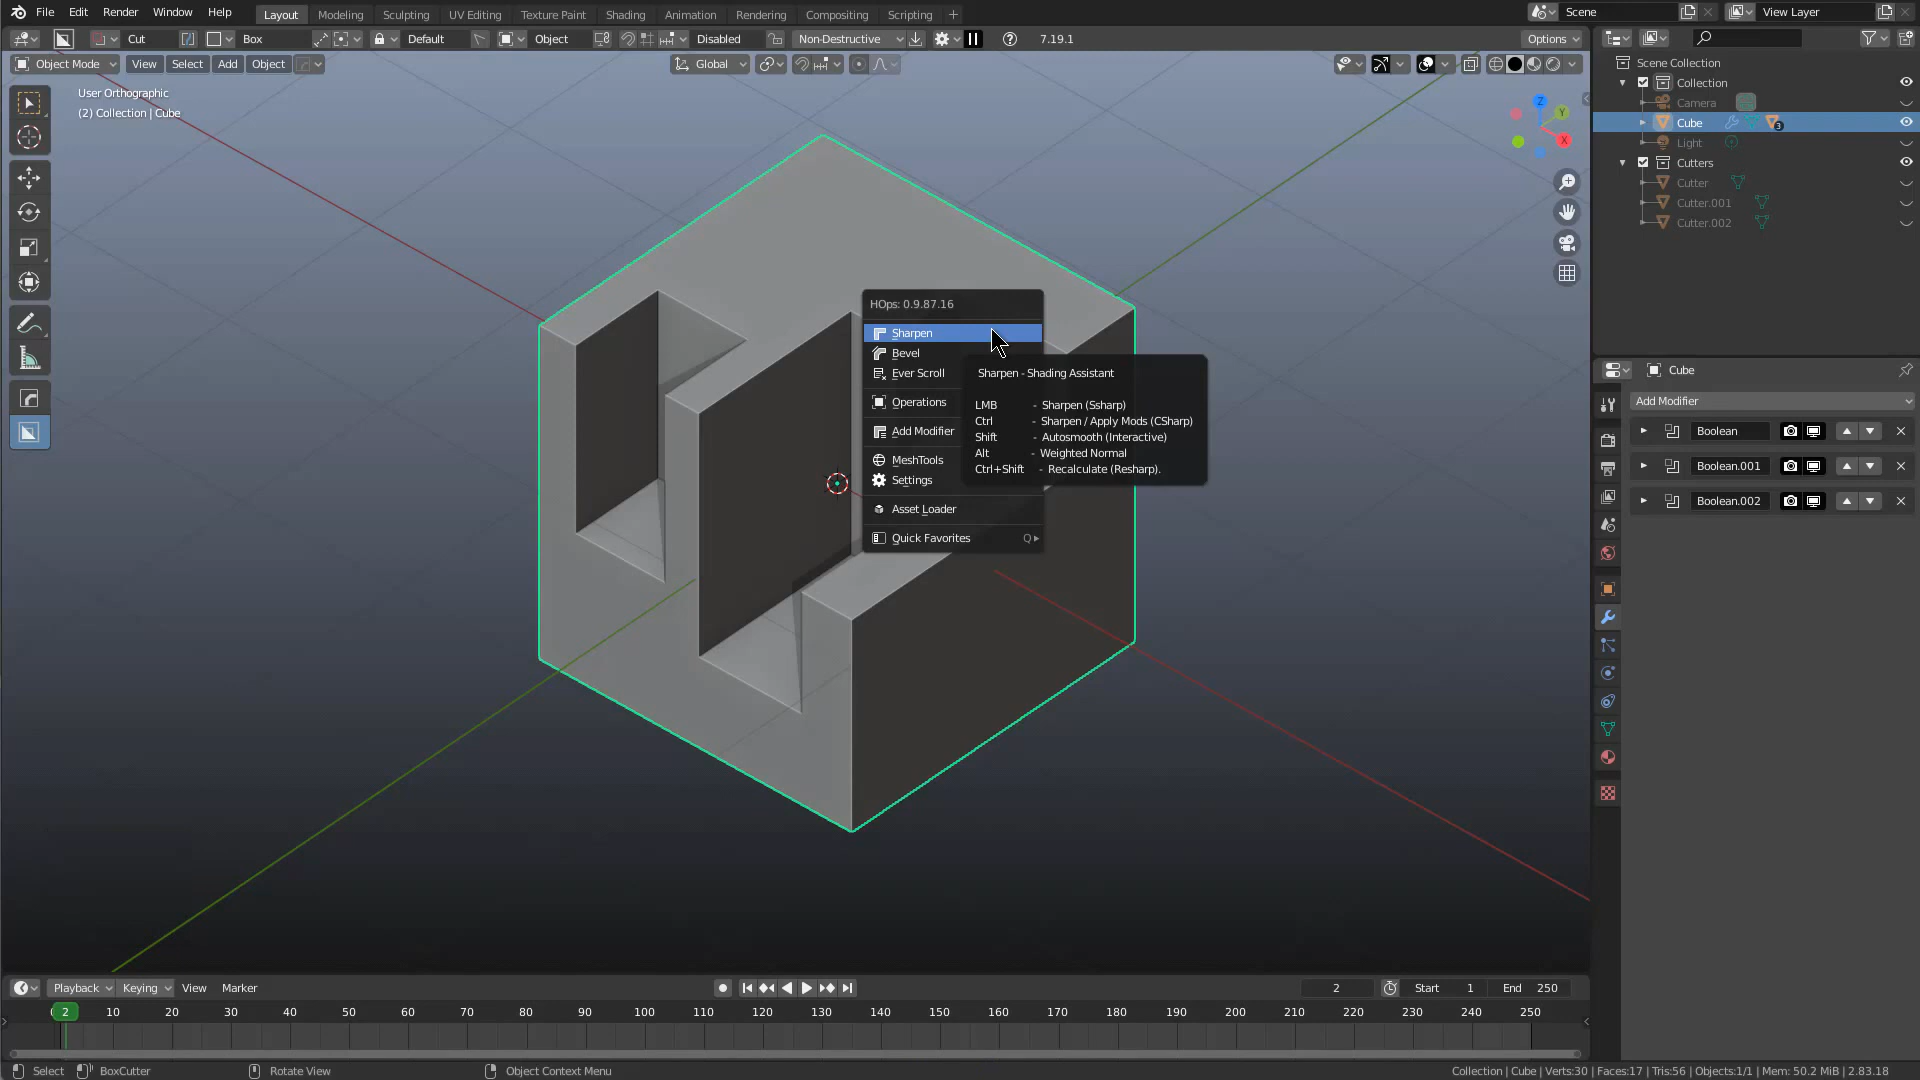 File Edit Render Window Help Layout Modeling Sculpting UV Editing Texture Paint Shading Animation Rendering Compositing Scripting + Scene View Layer
Cut Box Default Object Disabled Non-Destructive 7.19.1 Options
Object Mode View Select Add Object Global
User Orthographic
(2) Collection | Cube
Z
Y
X
Scene Collection
Collection
Camera
Cube 3
Light
Cutters
Cutter
Cutter.001
Cutter.002
HOps: 0.9.87.16
Sharpen
Bevel
Ever Scroll
Operations
Add Modifier
MeshTools
Settings
Asset Loader
Quick Favorites Q
Sharpen - Shading Assistant
LMB - Sharpen (Ssharp)
Ctrl - Sharpen / Apply Mods (CSharp)
Shift - Autosmooth (Interactive)
Alt - Weighted Normal
Ctrl+Shift - Recalculate (Resharp).
Cube
Add Modifier
Boolean
Boolean.001
Boolean.002
Playback Keying View Marker 2 Start 1 End 250
2 10 20 30 40 50 60 70 80 90 100 110 120 130 140 150 160 170 180 190 200 210 220 230 240 250
Select BoxCutter Rotate View Object Context Menu Collection | Cube | Verts:30 | Faces:17 | Tris:56 | Objects:1/1 | Mem: 50.2 MiB | 2.83.18